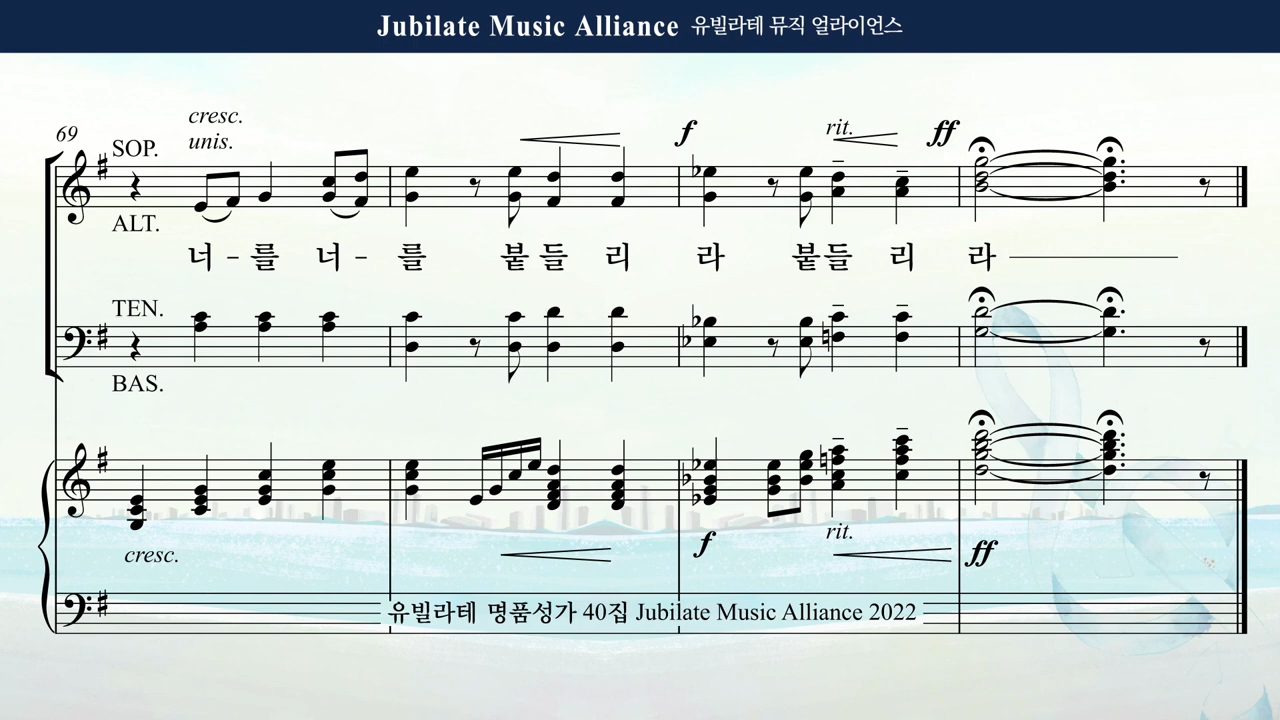 Jubilate Music Alliance 유빌라테 뮤직 얼라이언스
cresc.
69
SOP.
unis.
f
rit.
ff
ALT.
너 - 를 너 - 를 붙 들 리 라 붙 들 리 라
TEN.
BAS.
cresc.
f
rit.
ff
유빌라테 명품성가 40집 Jubilate Music Alliance 2022